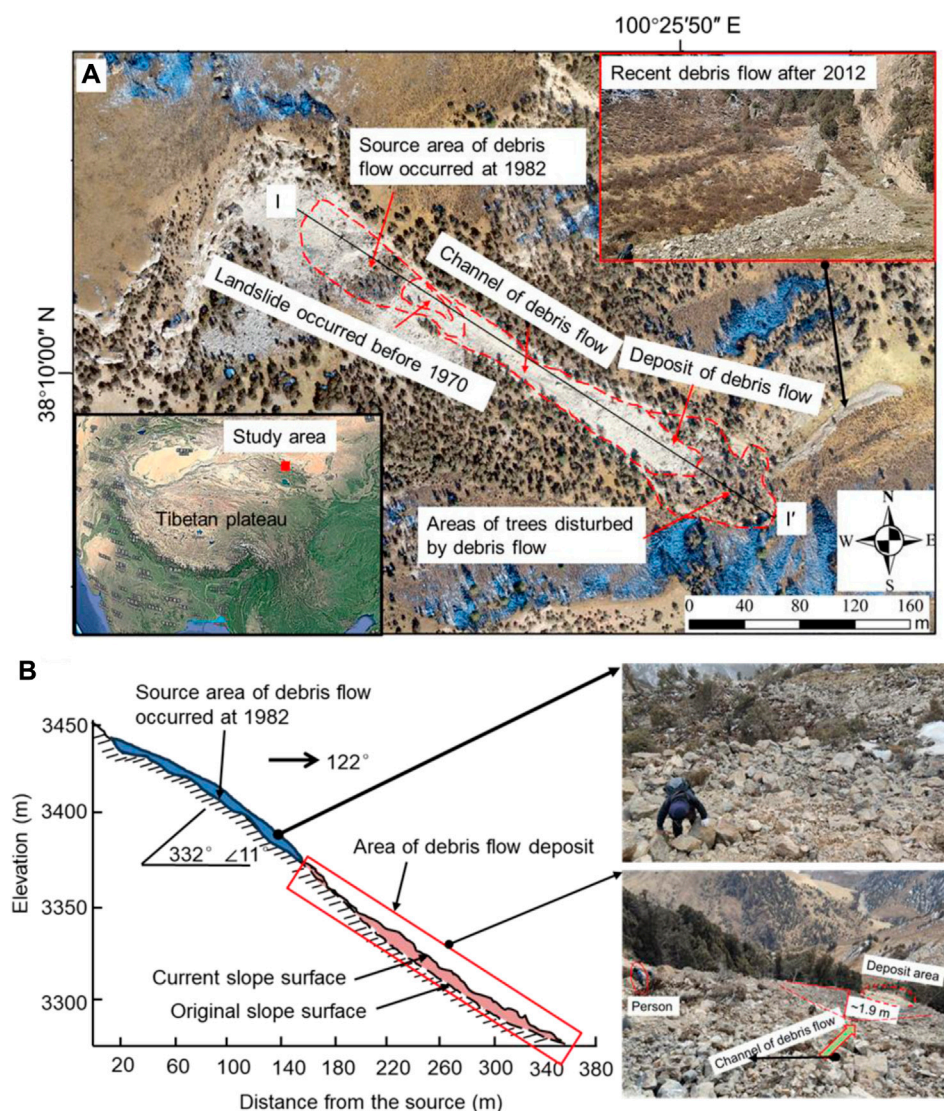 100°25′50″ E
A
Recent debris flow after 2012
Source area of debris
flow occurred at 1982
I
Channel of debris flow
Landslide occurred before 1970
Deposit of debris flow
38°10′00″ N
Study area
Tibetan plateau
Areas of trees disturbed
by debris flow
I′
N
W E
S
0 40 80 120 160
m
B
Source area of debris flow
occurred at 1982
3450
122°
3400
332° ∠11°
Area of debris flow deposit
Elevation (m)
3350
Current slope surface
Original slope surface
3300
20 60 100 140 180 220 260 300 340 380
Distance from the source (m)
Deposit area
Person
~1.9 m
Channel of debris flow